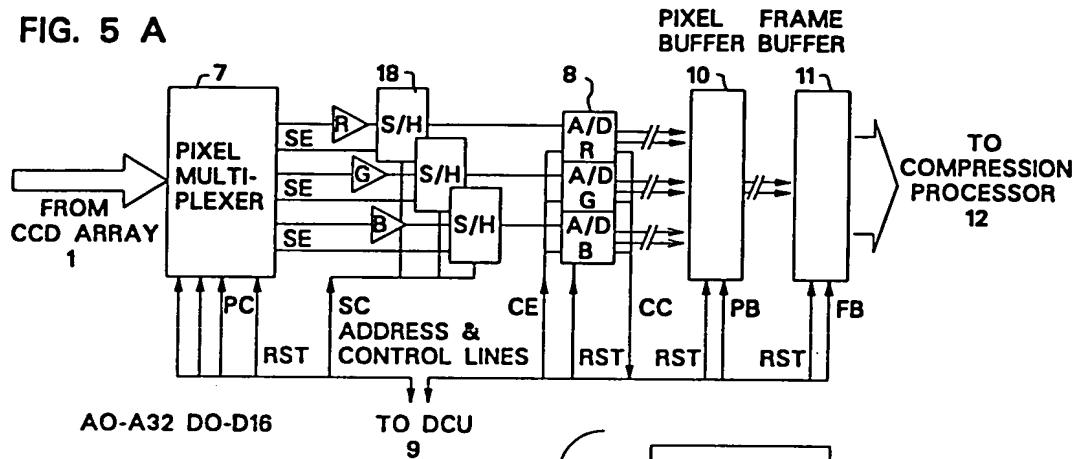 FIG. 5 A
PIXEL BUFFER
FRAME BUFFER
7
18
8
10
11
PIXEL MULTI-PLEXER
SE
SE
SE
R
G
B
S/H
S/H
S/H
A/D R
A/D G
A/D B
FROM CCD ARRAY 1
TO COMPRESSION PROCESSOR 12
PC
RST
SC
ADDRESS & CONTROL LINES
CE
RST
CC
RST
PB
RST
FB
AO-A32 DO-D16
TO DCU 9